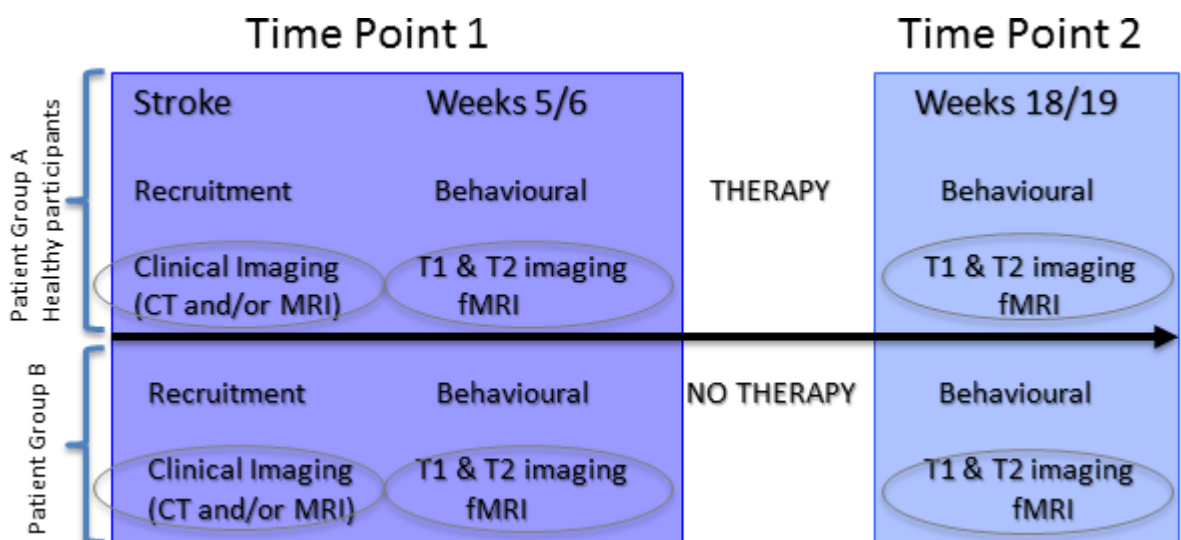 Time Point 1
Time Point 2
Patient Group A
Healthy participants
Stroke
Weeks 5/6
Weeks 18/19
Recruitment
Behavioural
THERAPY
Behavioural
Clinical Imaging
(CT and/or MRI)
T1 & T2 imaging
fMRI
T1 & T2 imaging
fMRI
Patient Group B
Recruitment
Behavioural
NO THERAPY
Behavioural
Clinical Imaging
(CT and/or MRI)
T1 & T2 imaging
fMRI
T1 & T2 imaging
fMRI